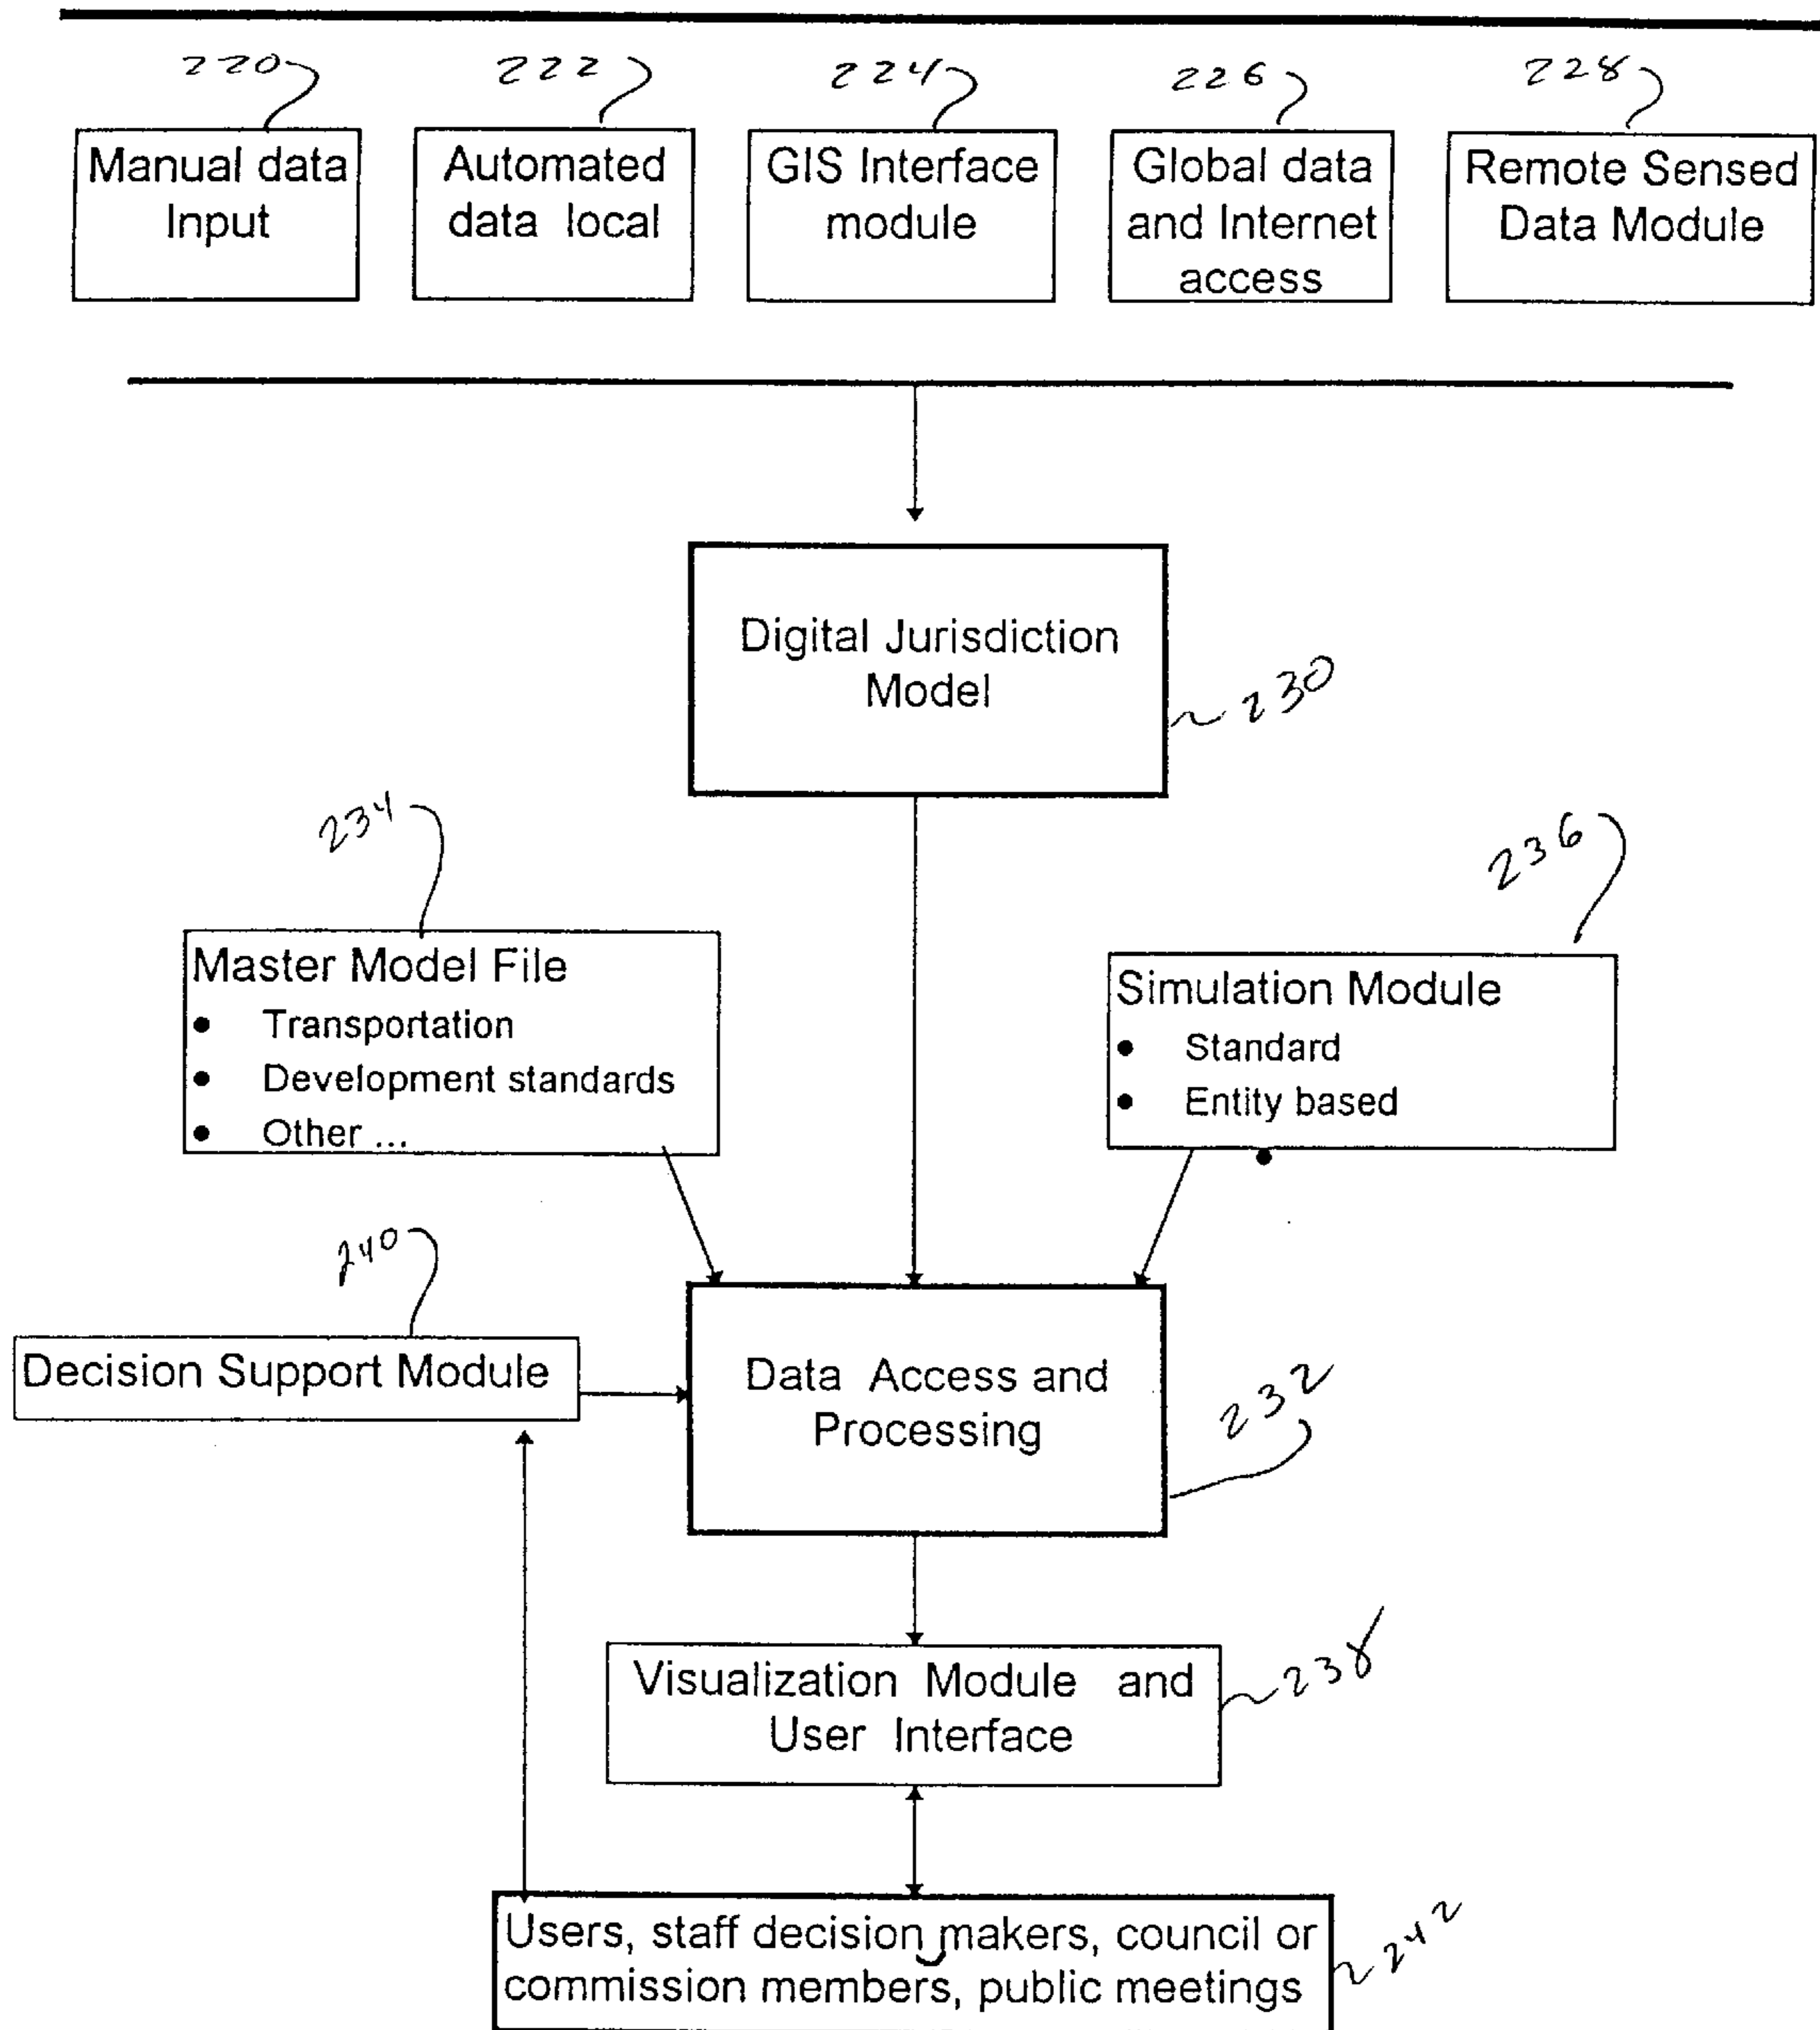 220 222 224 226 228
Manual data
Input
Automated
data local
GIS Interface
module
Global data
and Internet
access
Remote Sensed
Data Module
Digital Jurisdiction
Model
230
234
Master Model File
• Transportation
• Development standards
• Other ...
236
Simulation Module
• Standard
• Entity based
•
240
Decision Support Module
Data Access and
Processing
232
Visualization Module and
User Interface
238
Users, staff decision makers, council or
commission members, public meetings
242